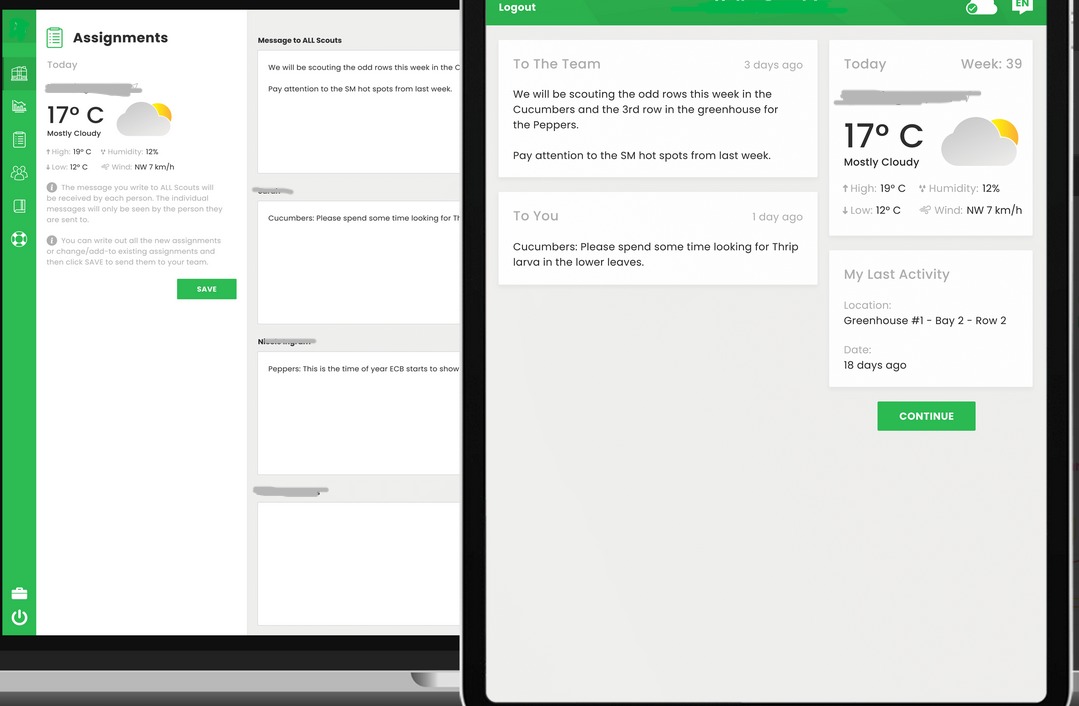 Assignments
Today
17° C
Mostly Cloudy
High: 19° C Humidity: 12%
Low: 12° C Wind: NW 7 km/h
The message you write to ALL Scouts will
be received by each person. The individual
messages will only be seen by the person they
are sent to.
You can write out all the new assignments
or change/add-to existing assignments and
then click SAVE to send them to your team.
SAVE
Message to ALL Scouts
We will be scouting the odd rows this week in the C
Pay attention to the SM hot spots from last week.
Cucumbers: Please spend some time looking for Th
Peppers: This is the time of year ECB starts to show
Logout
EN
To The Team 3 days ago
We will be scouting the odd rows this week in the
Cucumbers and the 3rd row in the greenhouse for
the Peppers.
Pay attention to the SM hot spots from last week.
To You 1 day ago
Cucumbers: Please spend some time looking for Thrip
larva in the lower leaves.
Today Week: 39
17° C
Mostly Cloudy
High: 19° C Humidity: 12%
Low: 12° C Wind: NW 7 km/h
My Last Activity
Location:
Greenhouse #1 - Bay 2 - Row 2
Date:
18 days ago
CONTINUE